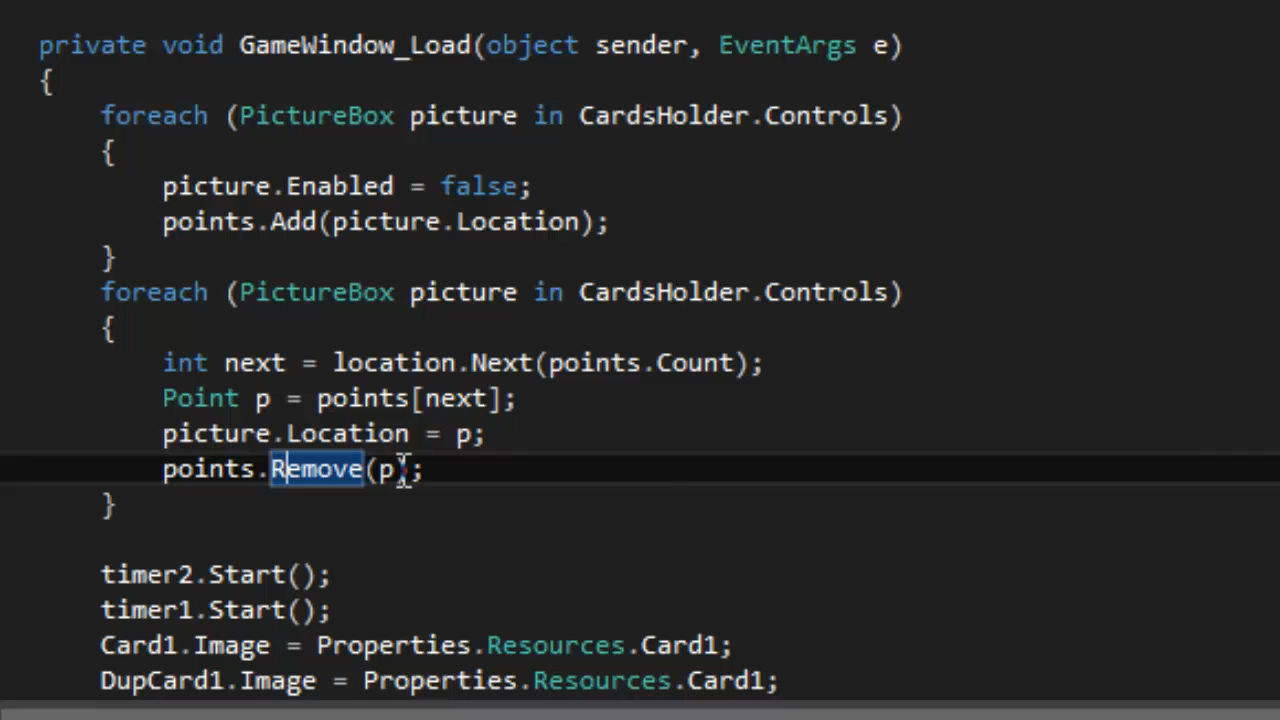 private void GameWindow_Load(object sender, EventArgs e)
{
foreach (PictureBox picture in CardsHolder.Controls)
{
picture.Enabled = false;
points.Add(picture.Location);
}
foreach (PictureBox picture in CardsHolder.Controls)
{
int next = location.Next(points.Count);
Point p = points[next];
picture.Location = p;
points.Remove(p);
}
timer2.Start();
timer1.Start();
Card1.Image = Properties.Resources.Card1;
DupCard1.Image = Properties.Resources.Card1;